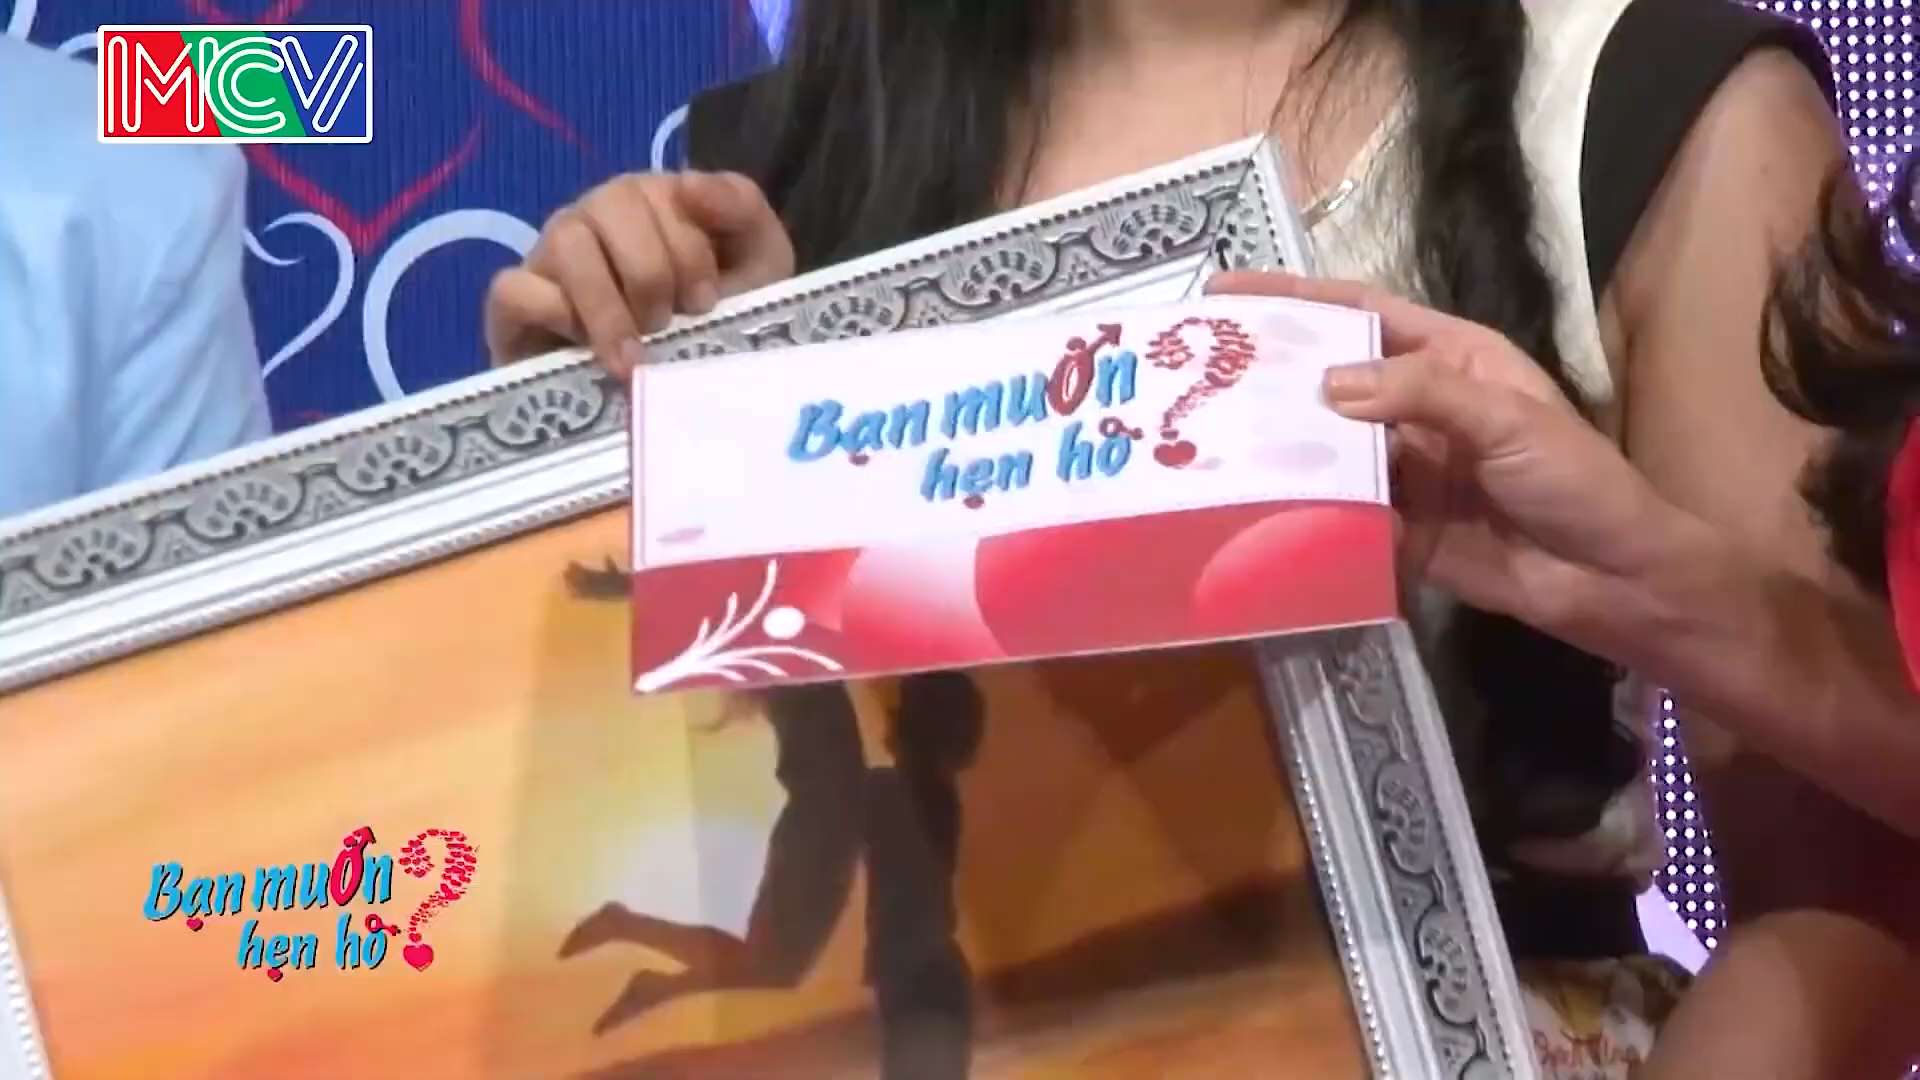 MCV
Bạn muốn
hẹn hò ?
Bạn muốn
hẹn hò ?